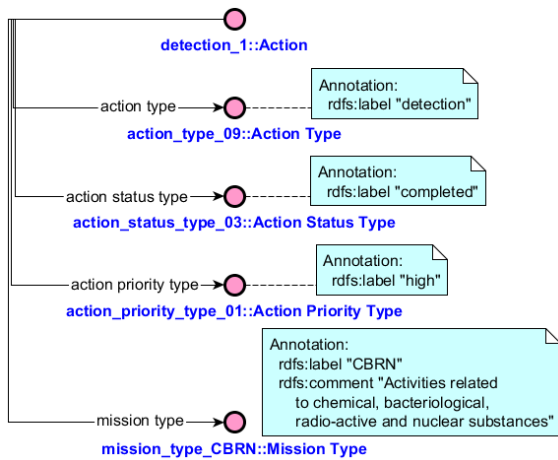 detection_1::Action
Annotation:
rdfs:label "detection"
action type
action_type_09::Action Type
Annotation:
rdfs:label "completed"
action status type
action_status_type_03::Action Status Type
Annotation:
rdfs:label "high"
action priority type
action_priority_type_01::Action Priority Type
Annotation:
rdfs:label "CBRN"
rdfs:comment "Activities related
to chemical, bacteriological,
radio-active and nuclear substances"
mission type
mission_type_CBRN::Mission Type